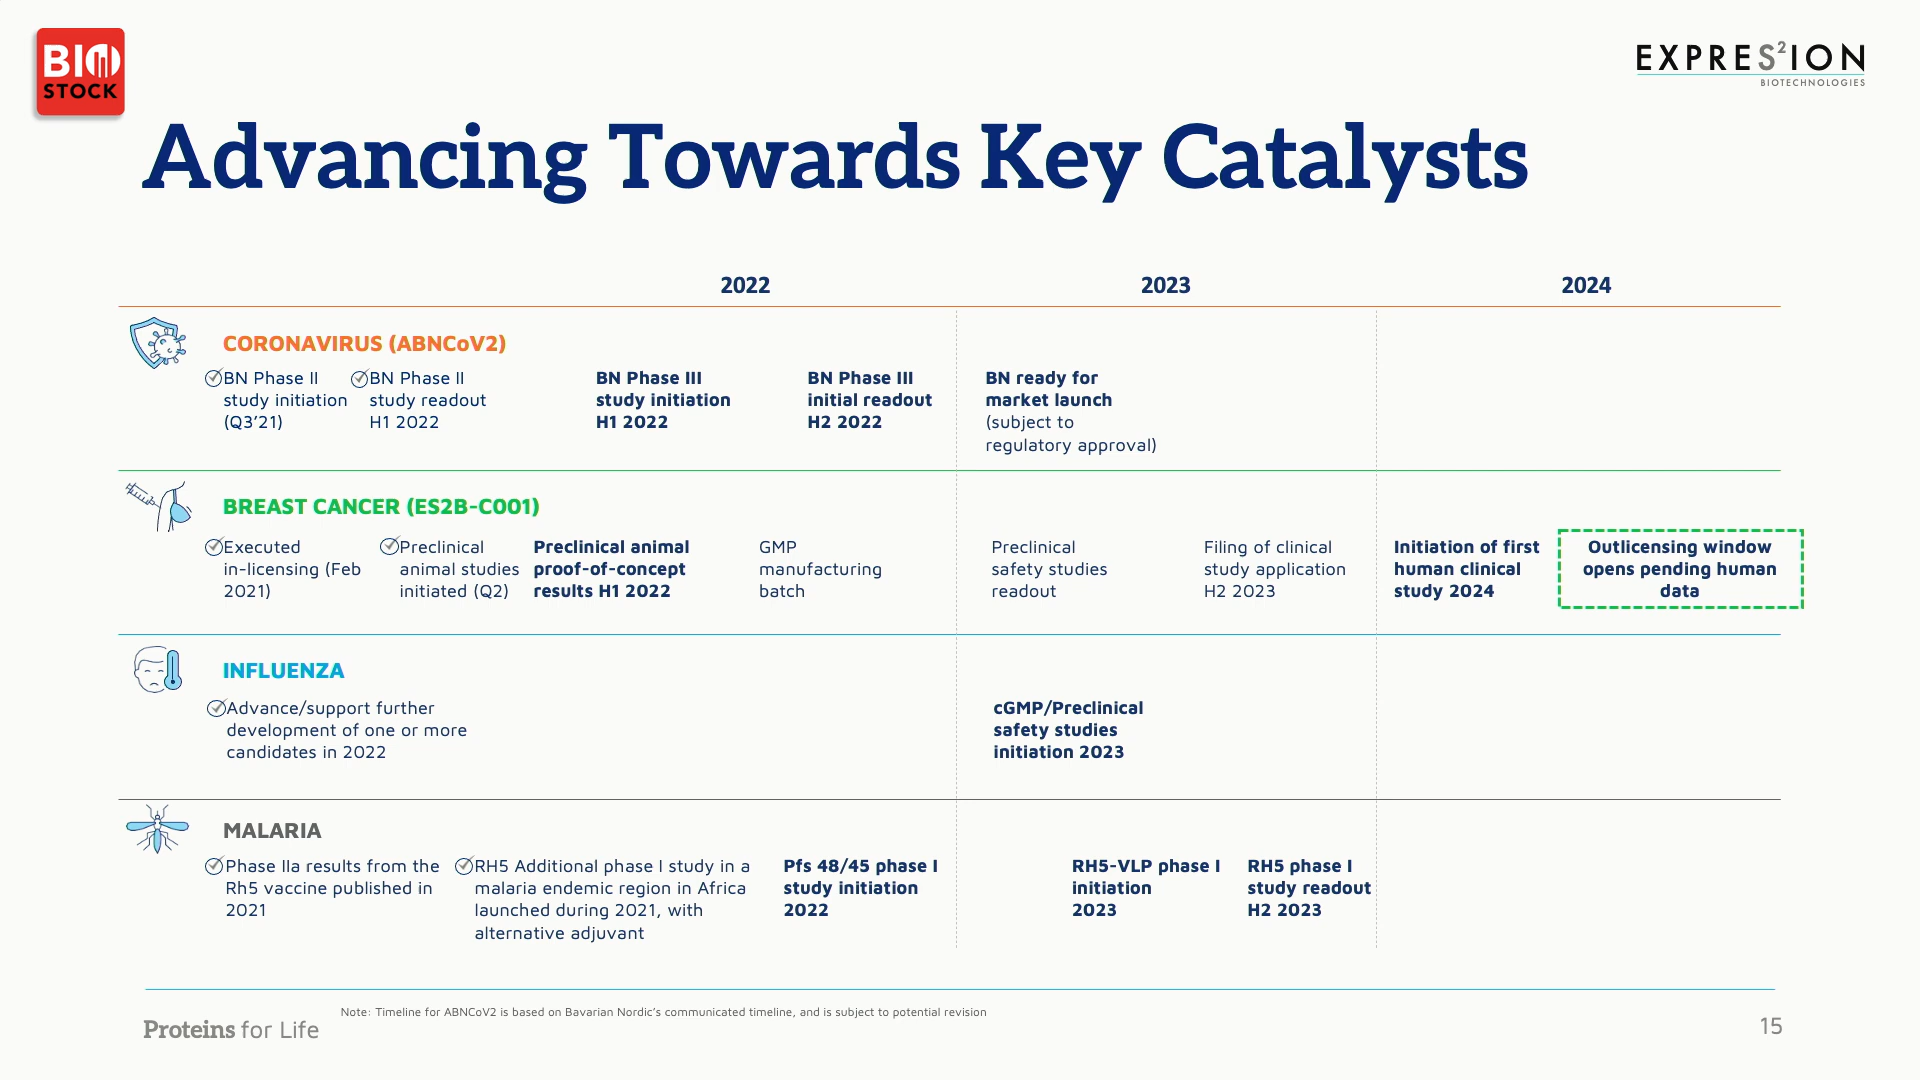 BIO
STOCK
EXPRES²ION
BIOTECHNOLOGIES
Advancing Towards Key Catalysts
2022
2023
2024
CORONAVIRUS (ABNCoV2)
BN Phase II
study initiation
(Q3’21)
BN Phase II
study readout
H1 2022
BN Phase III
study initiation
H1 2022
BN Phase III
initial readout
H2 2022
BN ready for
market launch
(subject to
regulatory approval)
BREAST CANCER (ES2B-C001)
Executed
in-licensing (Feb
2021)
Preclinical
animal studies
initiated (Q2)
Preclinical animal
proof-of-concept
results H1 2022
GMP
manufacturing
batch
Preclinical
safety studies
readout
Filing of clinical
study application
H2 2023
Initiation of first
human clinical
study 2024
Outlicensing window
opens pending human
data
INFLUENZA
Advance/support further
development of one or more
candidates in 2022
cGMP/Preclinical
safety studies
initiation 2023
MALARIA
Phase IIa results from the
Rh5 vaccine published in
2021
RH5 Additional phase I study in a
malaria endemic region in Africa
launched during 2021, with
alternative adjuvant
Pfs 48/45 phase I
study initiation
2022
RH5-VLP phase I
initiation
2023
RH5 phase I
study readout
H2 2023
Note: Timeline for ABNCoV2 is based on Bavarian Nordic’s communicated timeline, and is subject to potential revision
Proteins for Life
15